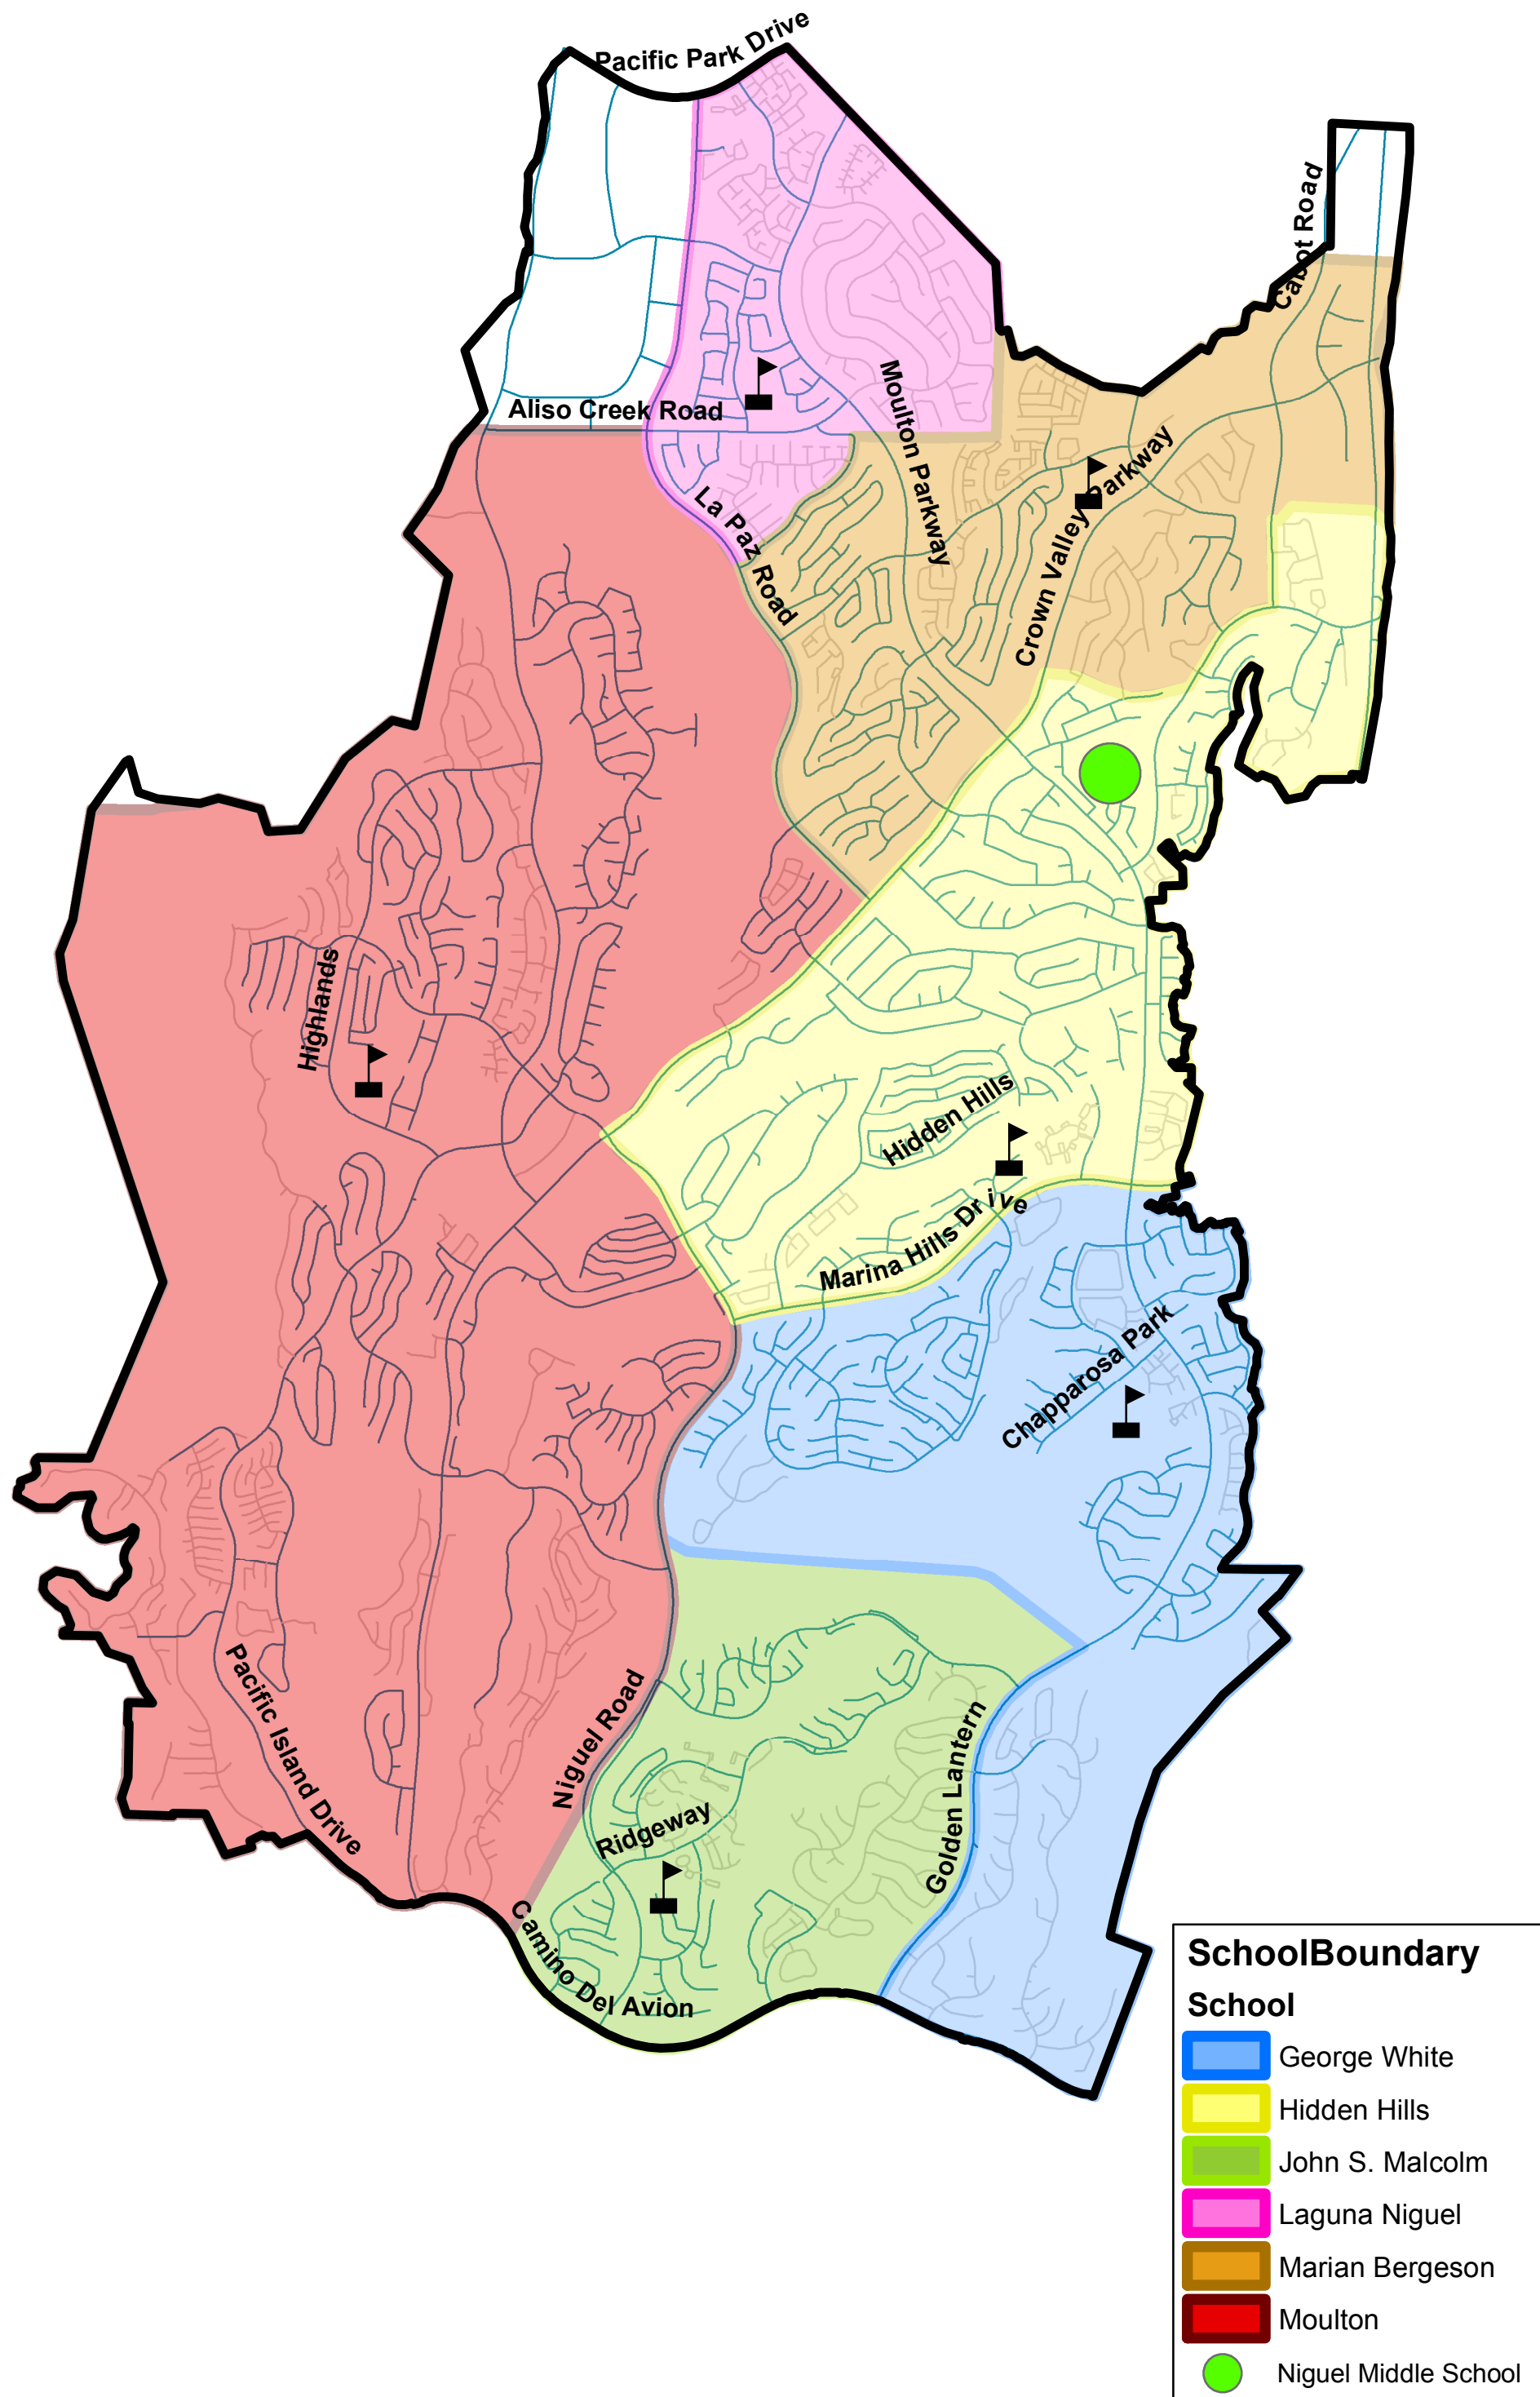 Pacific Park Drive
Cabot Road
Aliso Creek Road
Moulton Parkway
La Paz Road
Crown Valley Parkway
Highlands
Hidden Hills
Marina Hills Drive
Chapparosa Park
Pacific Island Drive
Niguel Road
Golden Lantern
Ridgeway
Camino Del Avion
SchoolBoundary
School
George White
Hidden Hills
John S. Malcolm
Laguna Niguel
Marian Bergeson
Moulton
Niguel Middle School